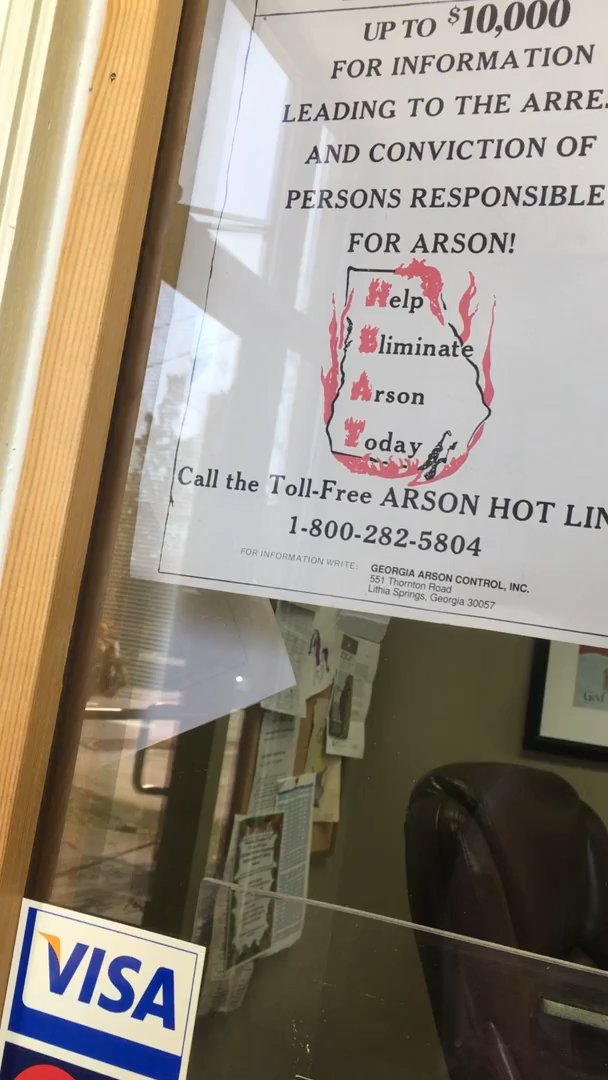 UP TO $10,000
FOR INFORMATION
LEADING TO THE ARRE
AND CONVICTION OF
PERSONS RESPONSIBLE
FOR ARSON!
Help
Eliminate
Arson
Today
Call the Toll-Free ARSON HOT LIN
1-800-282-5804
FOR INFORMATION WRITE: GEORGIA ARSON CONTROL, INC.
551 Thornton Road
Lithia Springs, Georgia 30057
God
VISA